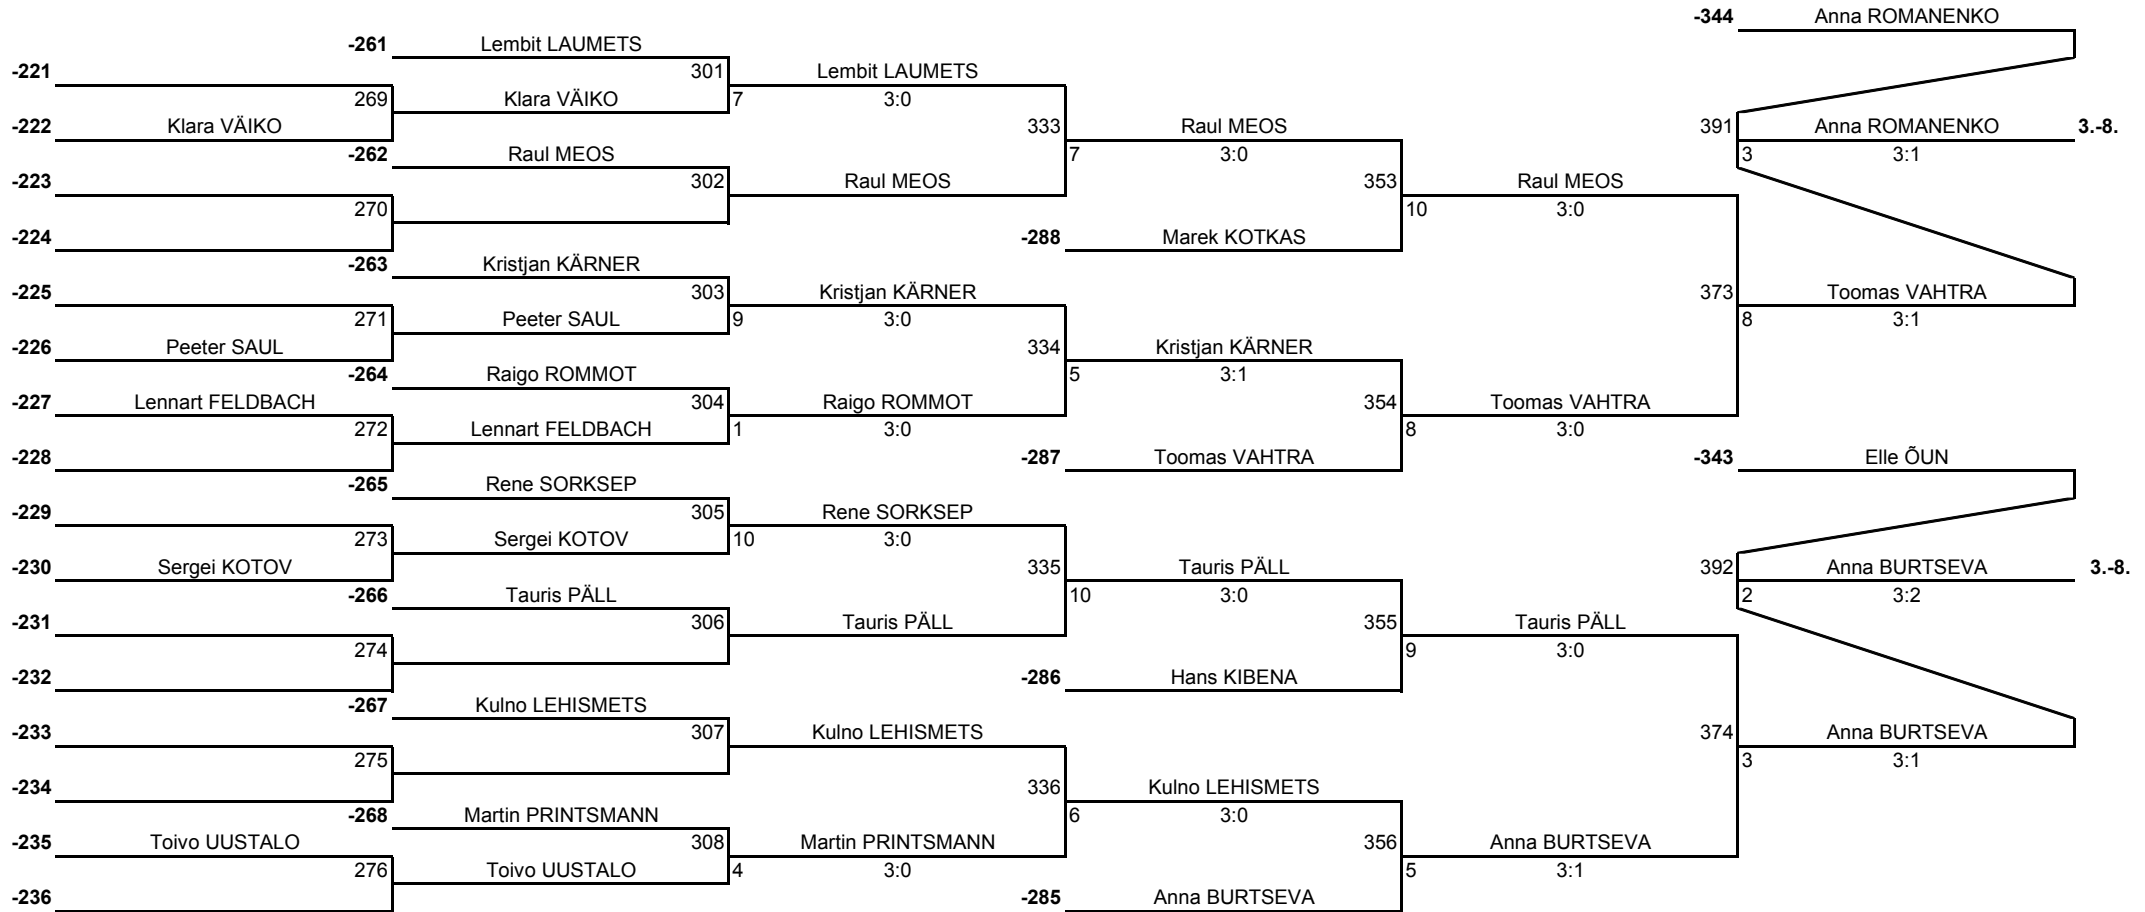 -344 Anna ROMANENKO
-261 Lembit LAUMETS
-221 301 Lembit LAUMETS
269 Klara VÄIKO 7 3:0
-222 Klara VÄIKO 333 Raul MEOS 391 Anna ROMANENKO 3.-8.
-262 Raul MEOS 7 3:0 3 3:1
-223 302 Raul MEOS 353 Raul MEOS
270 10 3:0
-224 -288 Marek KOTKAS
-263 Kristjan KÄRNER
-225 303 Kristjan KÄRNER 373 Toomas VAHTRA
271 Peeter SAUL 9 3:0 8 3:1
-226 Peeter SAUL 334 Kristjan KÄRNER
-264 Raigo ROMMOT 5 3:1
-227 Lennart FELDBACH 304 Raigo ROMMOT 354 Toomas VAHTRA
272 Lennart FELDBACH 1 3:0 8 3:0
-228 -287 Toomas VAHTRA -343 Elle ÕUN
-265 Rene SORKSEP
-229 305 Rene SORKSEP
273 Sergei KOTOV 10 3:0
-230 Sergei KOTOV 335 Tauris PÄLL 392 Anna BURTSEVA 3.-8.
-266 Tauris PÄLL 10 3:0 2 3:2
-231 306 Tauris PÄLL 355 Tauris PÄLL
274 9 3:0
-232 -286 Hans KIBENA
-267 Kulno LEHISMETS
-233 307 Kulno LEHISMETS 374 Anna BURTSEVA
275 3 3:1
-234 336 Kulno LEHISMETS
-268 Martin PRINTSMANN 6 3:0
-235 Toivo UUSTALO 308 Martin PRINTSMANN 356 Anna BURTSEVA
276 Toivo UUSTALO 4 3:0 5 3:1
-236 -285 Anna BURTSEVA